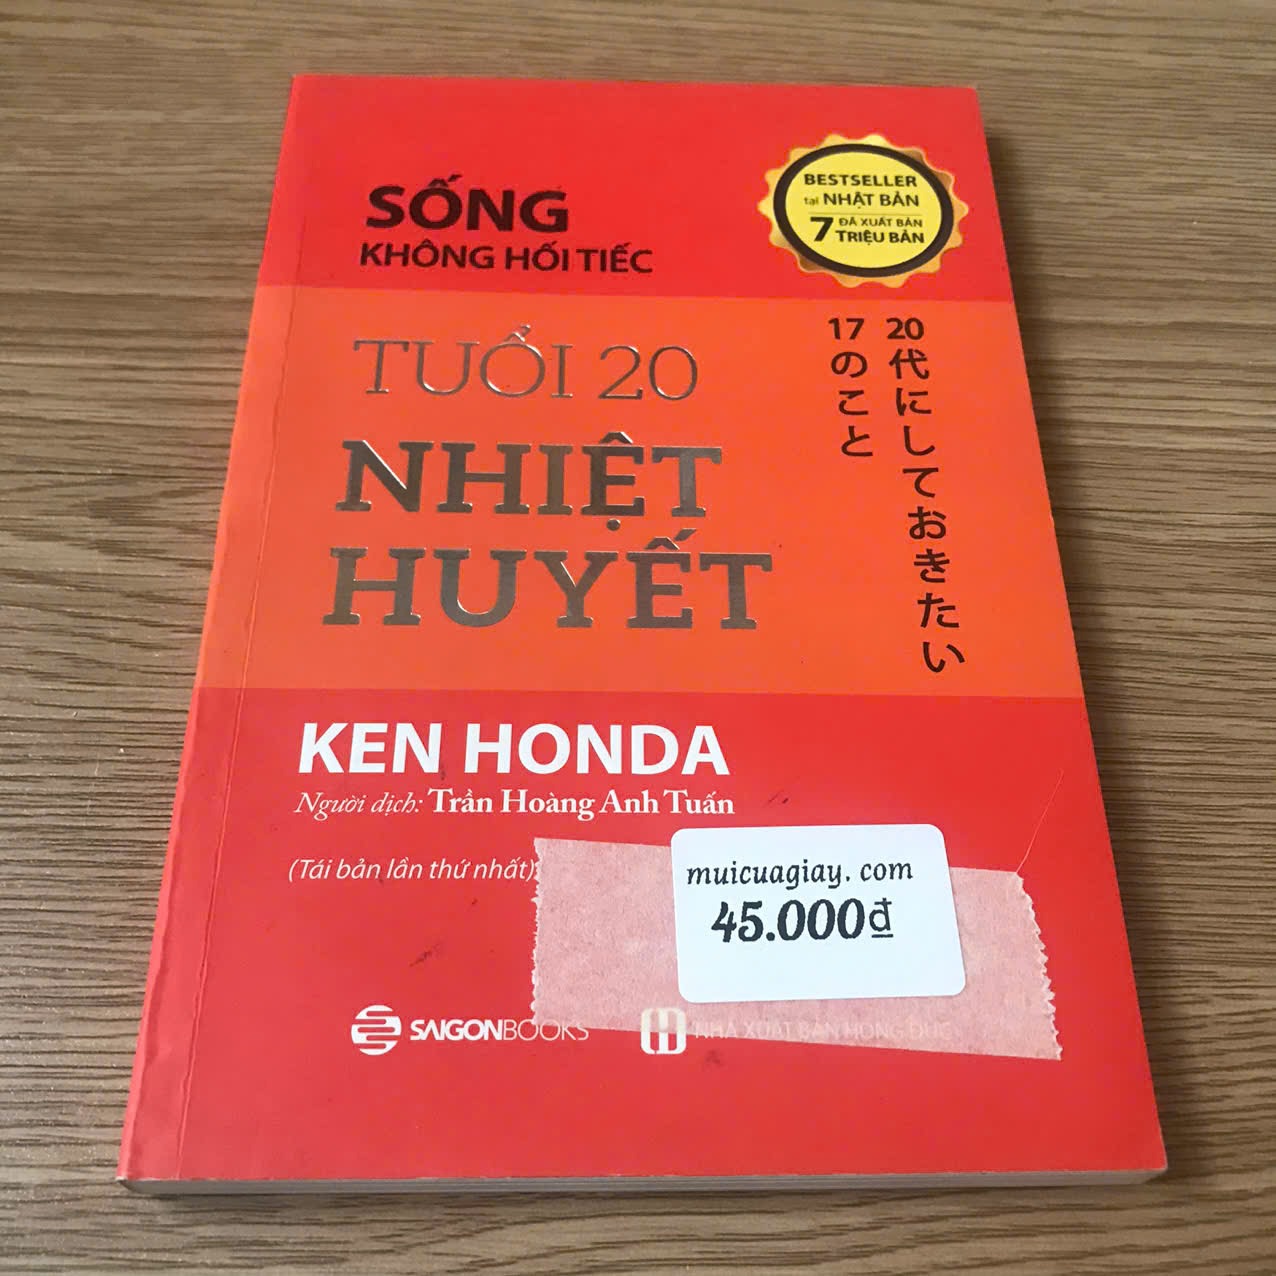 SỐNG
KHÔNG HỐI TIẾC
BESTSELLER
tại NHẬT BẢN
7 ĐÃ XUẤT BẢN
TRIỆU BẢN
TUỔI 20
NHIỆT
HUYẾT
20代にしておきたい
17のこと
KEN HONDA
Người dịch: Trần Hoàng Anh Tuấn
(Tái bản lần thứ nhất)
muicuagiay. com
45.000đ
SAIGONBOOKS
NHÀ XUẤT BẢN HỒNG ĐỨC